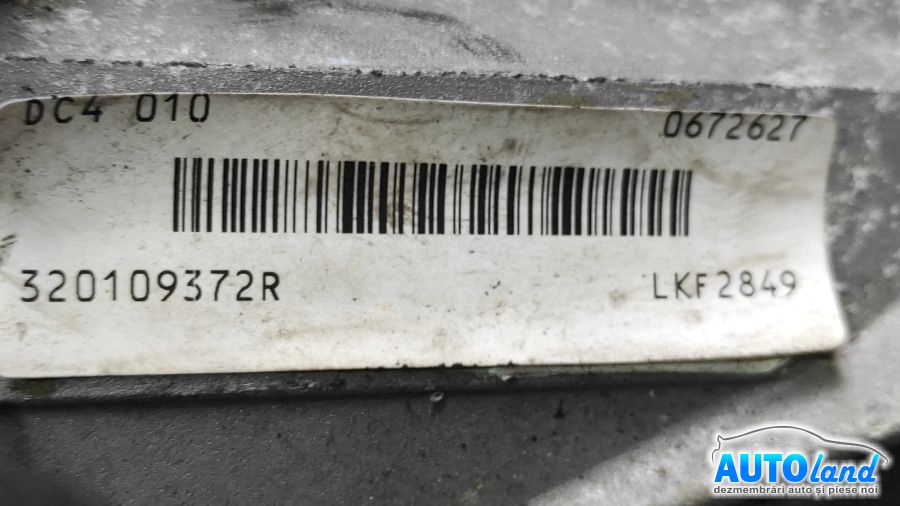 DC4 010 0672627
320109372R LKF2849
AUTOland
dezmembrări auto și piese noi